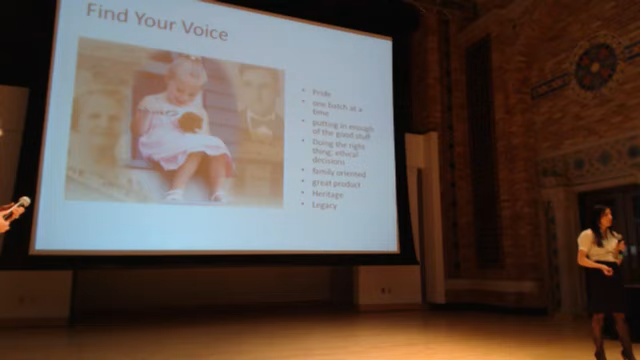 Find Your Voice
• Pride
• one batch at a
time
• putting in enough
of the good stuff
• Doing the right
thing, ethical
decisions
• family oriented
• great product
• Heritage
• Legacy